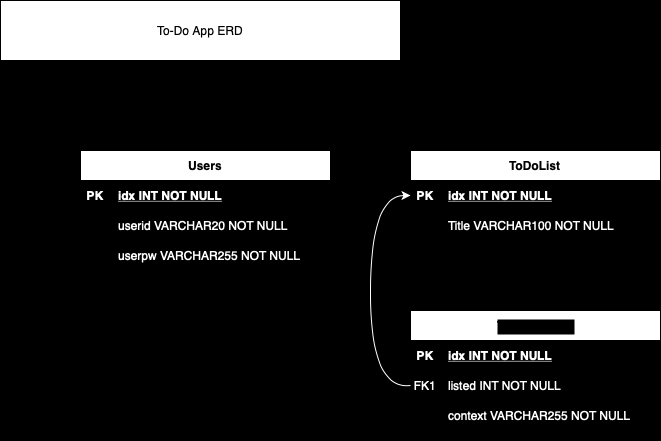 To-Do App ERD
Users
PK idx INT NOT NULL
userid VARCHAR20 NOT NULL
userpw VARCHAR255 NOT NULL
ToDoList
PK idx INT NOT NULL
Title VARCHAR100 NOT NULL
PK idx INT NOT NULL
FK1 listed INT NOT NULL
context VARCHAR255 NOT NULL